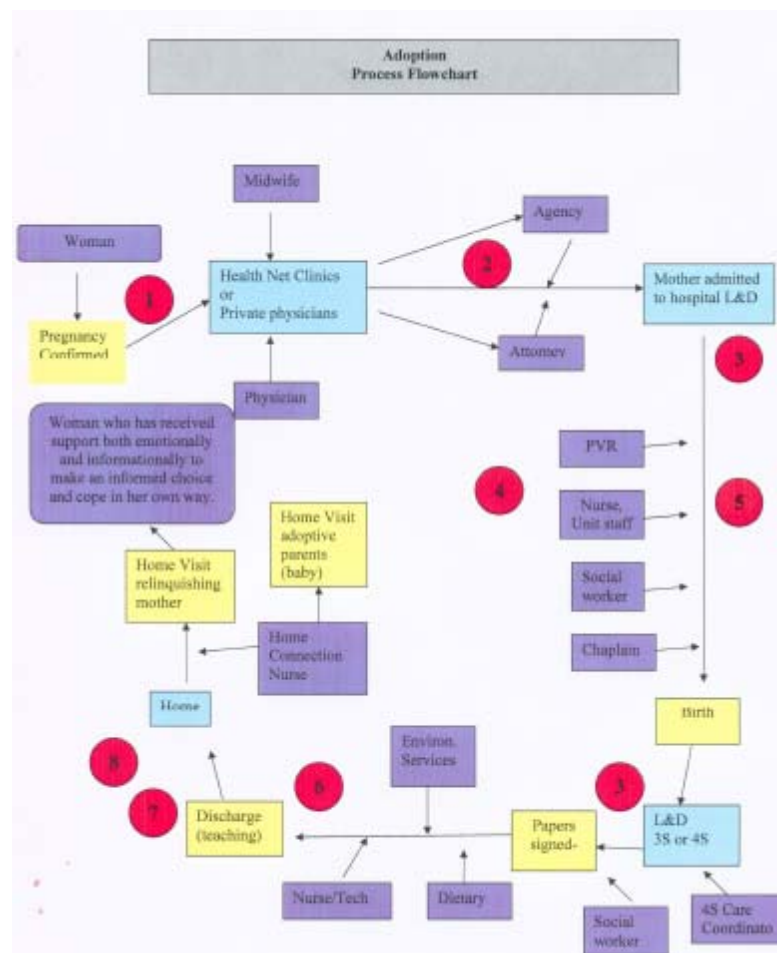 Adoption
Process Flowchart
Midwife
Agency
Woman
2
Health Net Clinics
or
Private physicians
Mother admitted
to hospital L&D
1
Pregnancy
Confirmed
Attorney
3
Physician
Woman who has received
support both emotionally
and informationally to
make an informed choice
and cope in her own way.
PVR
4
5
Nurse,
Unit staff
Home Visit
adoptive
parents
(baby)
Home Visit
relinquishing
mother
Social
worker
Home
Connection
Nurse
Chaplain
Home
Birth
Environ.
Services
8
6
3
7
Discharge
(teaching)
Papers
signed-
L&D
3S or 4S
Nurse/Tech
Dietary
Social
worker
4S Care
Coordinato